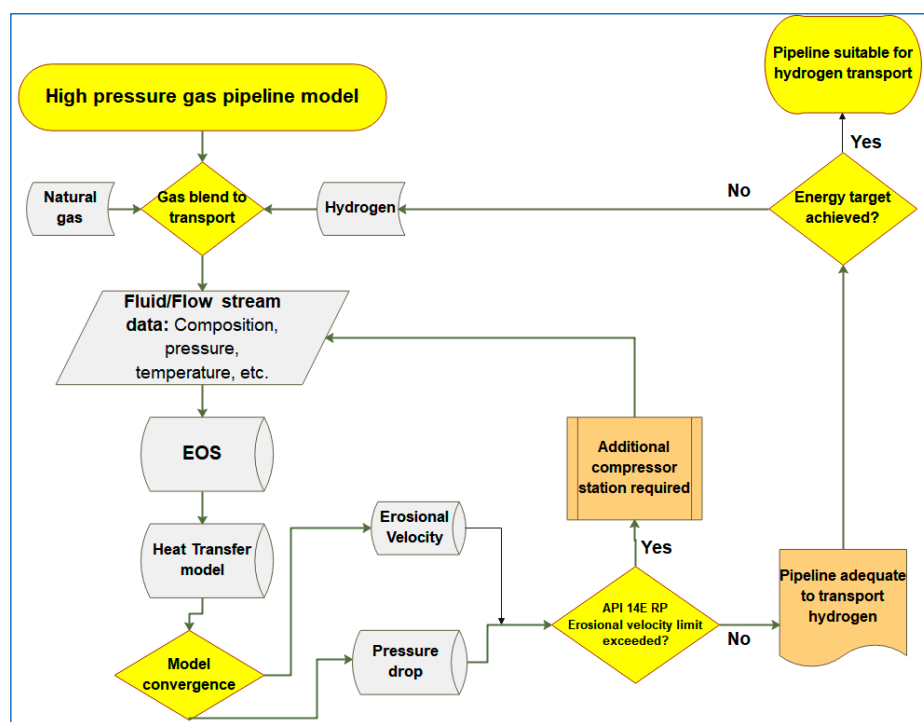 High pressure gas pipeline model
Pipeline suitable for
hydrogen transport
Yes
Natural
gas
Gas blend to
transport
Hydrogen
No
Energy target
achieved?
Fluid/Flow stream
data: Composition,
pressure,
temperature, etc.
EOS
Additional
compressor
station required
Erosional
Velocity
Heat Transfer
model
Yes
Pipeline adequate
to transport
hydrogen
API 14E RP
Erosional velocity limit
exceeded?
No
Pressure
drop
Model
convergence